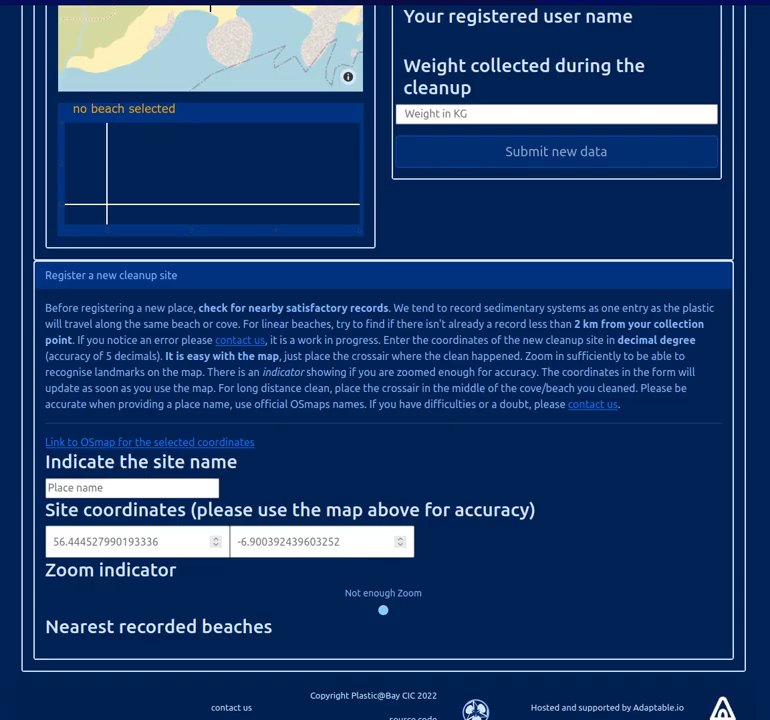 Your registered user name
Weight collected during the
cleanup
Weight in KG
Submit new data
no beach selected
Register a new cleanup site
Before registering a new place, check for nearby satisfactory records. We tend to record sedimentary systems as one entry as the plastic
will travel along the same beach or cove. For linear beaches, try to find if there isn't already a record less than 2 km from your collection
point. If you notice an error please contact us, it is a work in progress. Enter the coordinates of the new cleanup site in decimal degree
(accuracy of 5 decimals). It is easy with the map, just place the crossair where the clean happened. Zoom in sufficiently to be able to
recognise landmarks on the map. There is an indicator showing if you are zoomed enough for accuracy. The coordinates in the form will
update as soon as you use the map. For long distance clean, place the crossair in the middle of the cove/beach you cleaned. Please be
accurate when providing a place name, use official OSmaps names. If you have difficulties or a doubt, please contact us.
Link to OSmap for the selected coordinates
Indicate the site name
Place name
Site coordinates (please use the map above for accuracy)
56.444527990193336 -6.900392439603252
Zoom indicator
Not enough Zoom
Nearest recorded beaches
Copyright Plastic@Bay CIC 2022
contact us
Hosted and supported by Adaptable.io
source code